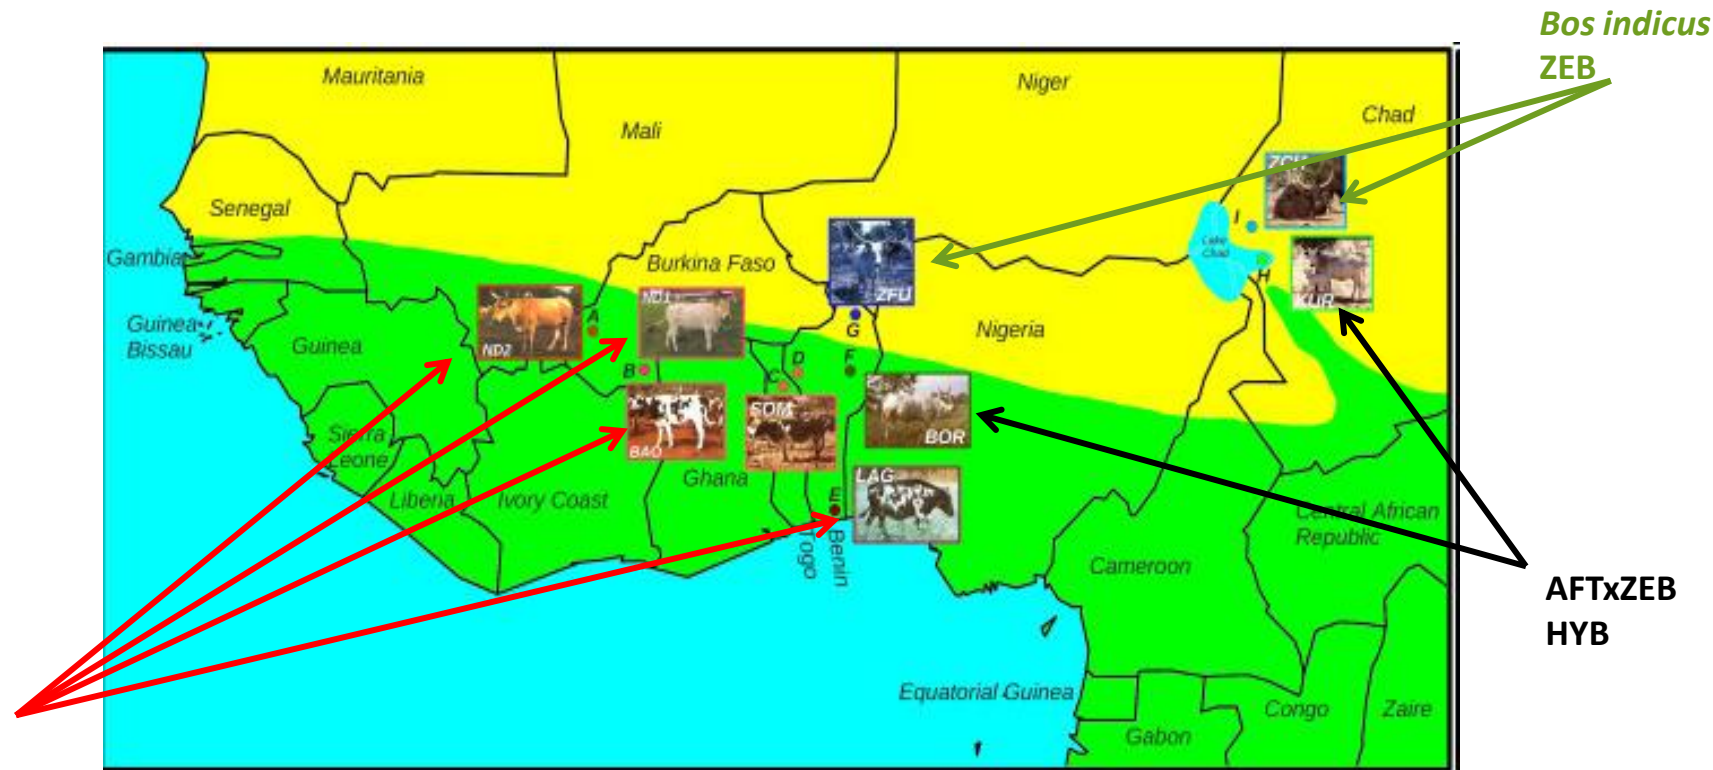 Bos indicus
ZEB
Mauritania
Niger
Mali
Chad
ZCH
Senegal
I
Lake
Chad
Gambia
Burkina Faso
H
ZFU
KUR
ND1
Guinea
Bissau
Guinea
A
G
Nigeria
ND2
B
D
F
C
SOM
BOR
BAO
Sierra
Leone
Ghana
LAG
Liberia
Ivory Coast
E
Central African
Republic
Togo
Benin
Cameroon
AFTxZEB
HYB
Equatorial Guinea
Congo
Zaire
Gabon